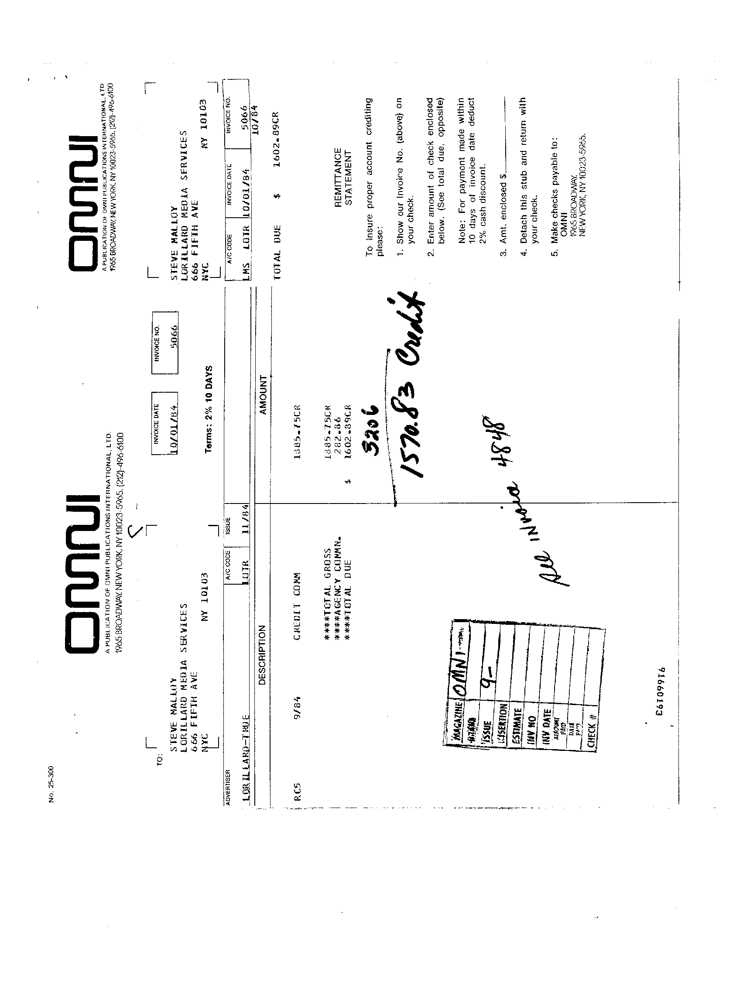 No. 25-300
OMNI
A PUBLICATION OF OMNI PUBLICATIONS INTERNATIONAL, LTD.
1965 BROADWAY, NEW YORK, NY 10023-5965, (212)-496-6100
TO:
STEVE MALLOY
LORILLARD MEDIA SERVICES
666 FIFTH AVE
NYC NY 10103
INVOICE DATE
10/01/84
INVOICE NO.
5066
Terms: 2% 10 DAYS
ADVERTISER
LORILLARD-TRUE
A/C CODE
LOTR
ISSUE
11/84
DESCRIPTION
AMOUNT
RC5 9/84 CREDIT COMM 1885.75CR
****TOTAL GROSS 1885.75CR
****AGENCY COMMN. 282.86
****TOTAL DUE $ 1602.89CR
3206
1570.83 Credit
see invoice 4848
MAGAZINE OMNI
BRAND
ISSUE 9-
INSERTION
ESTIMATE
INV NO
INV DATE
AMOUNT PAID
DATE
CHECK #
91660193
OMNI
A PUBLICATION OF OMNI PUBLICATIONS INTERNATIONAL, LTD
1965 BROADWAY, NEW YORK, NY 10023-5965, (212)-496-6100
STEVE MALLOY
LORILLARD MEDIA SERVICES
666 FIFTH AVE
NYC NY 10103
A/C CODE
INVOICE DATE
INVOICE NO.
LMS LOTR 10/01/84 5066
10/84
TOTAL DUE $ 1602.89CR
REMITTANCE
STATEMENT
To insure proper account crediting
please:
1. Show our Invoire No. (above) on
your check.
2. Enter amount of check enclosed
below. (See total due, opposite)
Note: For payment made within
10 days of invoice date deduct
2% cash discount.
3. Amt. enclosed $
4. Detach this stub and return with
your check.
5. Make checks payable to:
OMNI
1965 BROADWAY,
NEW YORK, NY 10023-5965.